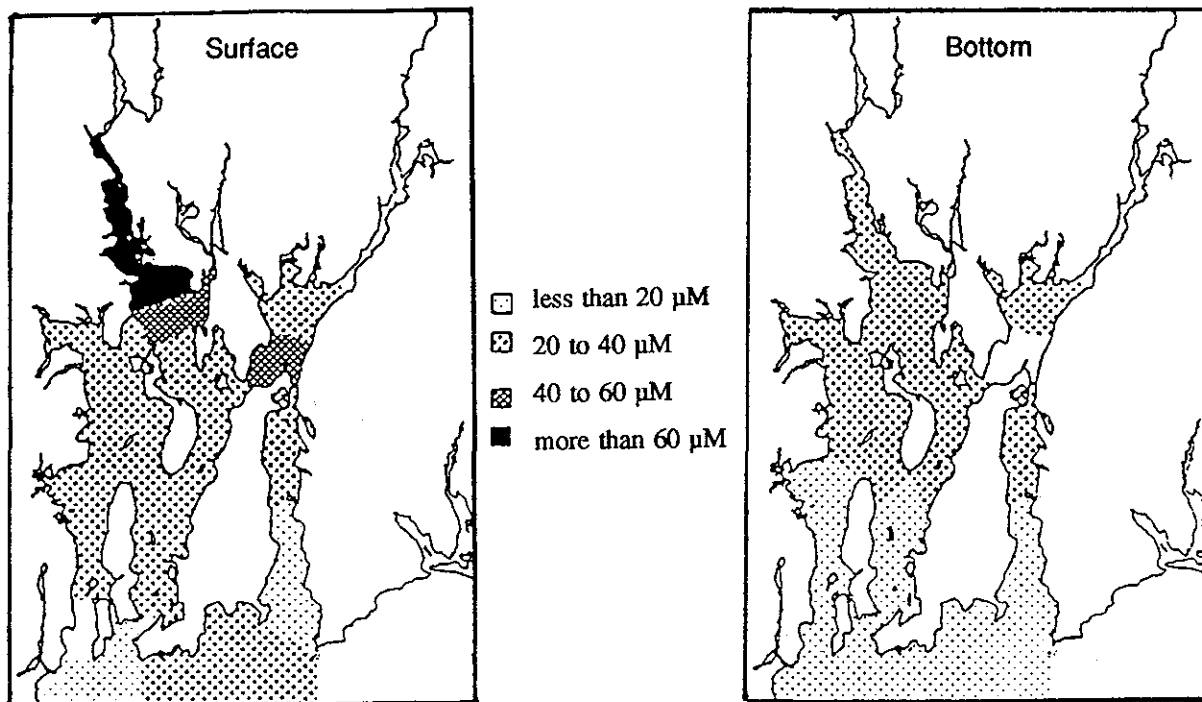 Surface
Bottom
less than 20 µM
20 to 40 µM
40 to 60 µM
more than 60 µM